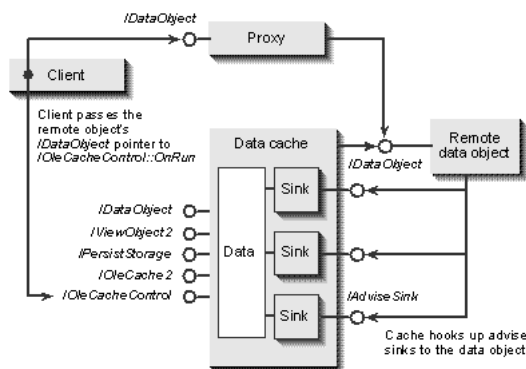 IDataObject
Proxy
Client
Client passes the
remote object's
IDataObject pointer to
IOleCacheControl::OnRun
Data cache
IDataObject
Remote
data object
Sink
IDataObject
IViewObject2
IPersistStorage
IOleCache2
IOleCacheControl
Data
Sink
Sink
IAdviseSink
Cache hooks up advise
sinks to the data object